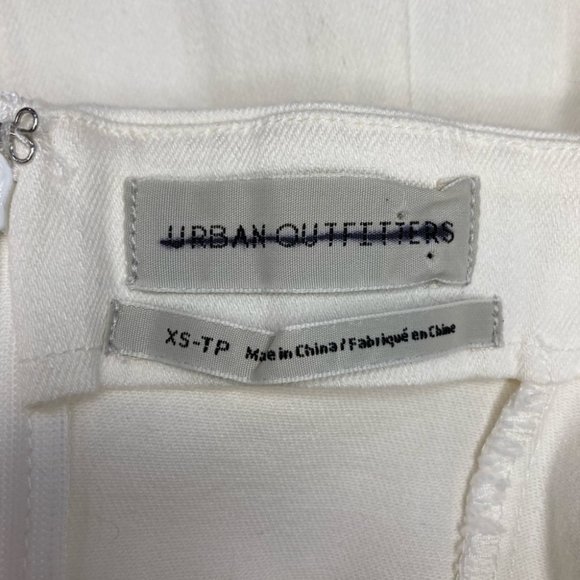 URBAN OUTFITTERS
XS-TP Made in China / Fabriqué en Chine